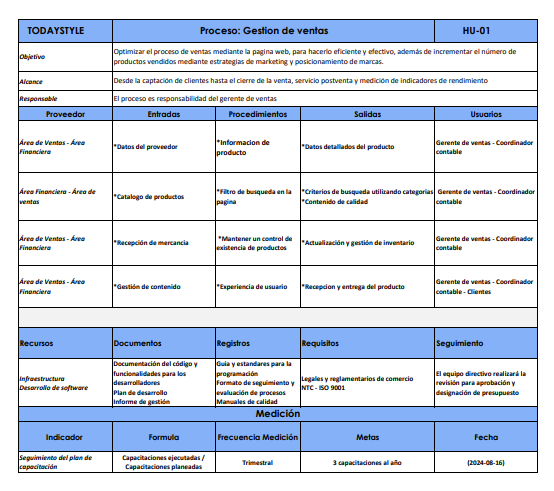 TODAYSTYLE Proceso: Gestion de ventas HU-01
Objetivo
Optimizar el proceso de ventas mediante la pagina web, para hacerlo eficiente y efectivo, además de incrementar el número de
productos vendidos mediante estrategias de marketing y posicionamiento de marcas.
Alcance
Desde la captación de clientes hasta el cierre de la venta, servicio postventa y medición de indicadores de rendimiento
Responsable
El proceso es responsabilidad del gerente de ventas
Proveedor Entradas Procedimientos Salidas Usuarios
Área de Ventas - Área
Financiera
*Datos del proveedor
*Informacion de
producto
*Datos detallados del producto
Gerente de ventas - Coordinador
contable
Área Financiera - Área de
ventas
*Catalogo de productos
*Filtro de busqueda en la
pagina
*Criterios de busqueda utilizando categorias
*Contenido de calidad
Gerente de ventas - Coordinador
contable
Área de Ventas - Área
Financiera
*Recepción de mercancia
*Mantener un control de
existencia de productos
*Actualización y gestión de inventario
Gerente de ventas - Coordinador
contable
Área de Ventas - Área
Financiera
*Gestión de contenido
*Experiencia de usuario
*Recepcion y entrega del producto
Gerente de ventas - Coordinador
contable - Clientes
Recursos Documentos Registros Requisitos Seguimiento
Infraestructura
Desarrollo de software
Documentación del código y
funcionalidades para los
desarrolladores
Plan de desarrollo
Informe de gestión
Guia y estandares para la
programación
Formato de seguimiento y
evaluación de procesos
Manuales de calidad
Legales y reglamentarios de comercio
NTC - ISO 9001
El equipo directivo realizará la
revisión para aprobación y
designación de presupuesto
Medición
Indicador Formula Frecuencia Medición Metas Fecha
Seguimiento del plan de
capacitación
Capacitaciones ejecutadas /
Capacitaciones planeadas
Trimestral
3 capacitaciones al año
(2024-08-16)